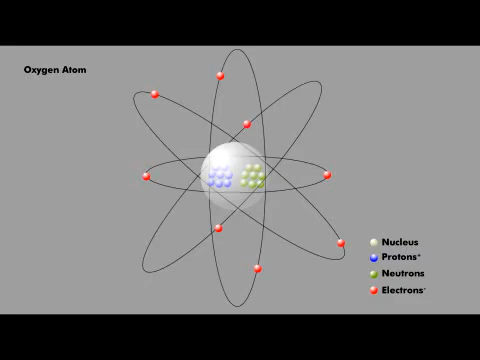 Oxygen Atom
Nucleus
Protons⁺
Neutrons
Electrons⁻